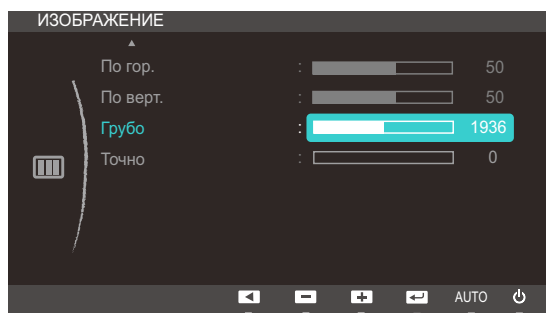 ИЗОБРАЖЕНИЕ
По гор. : 50
По верт. : 50
Грубо : 1936
Точно : 0
AUTO